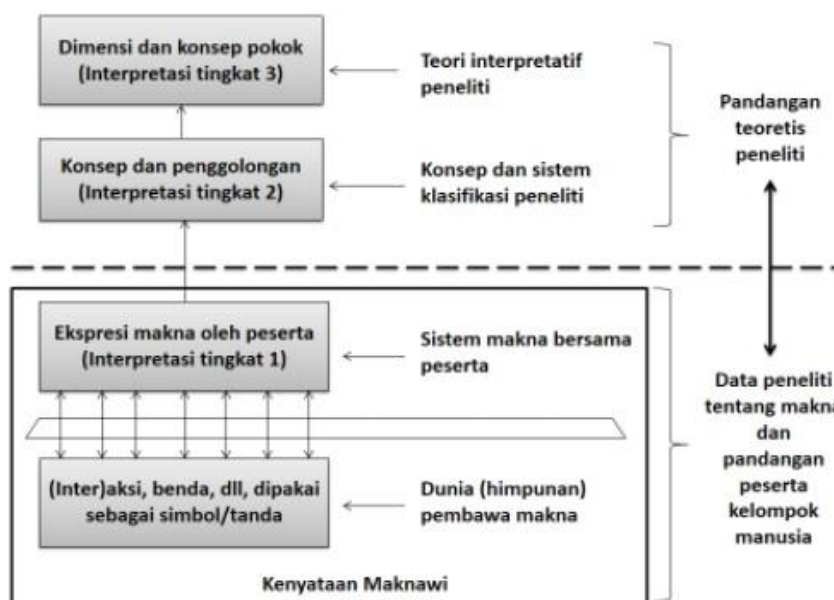 Dimensi dan konsep pokok
(Interpretasi tingkat 3)
Teori interpretatif
peneliti
Pandangan
teoretis
peneliti
Konsep dan penggolongan
(Interpretasi tingkat 2)
Konsep dan sistem
klasifikasi peneliti
Ekspresi makna oleh peserta
(Interpretasi tingkat 1)
Sistem makna bersama
peserta
Data peneliti
tentang makna
dan
pandangan
peserta
kelompok
manusia
(Inter)aksi, benda, dll, dipakai
sebagai simbol/tanda
Dunia (himpunan)
pembawa makna
Kenyataan Maknawi